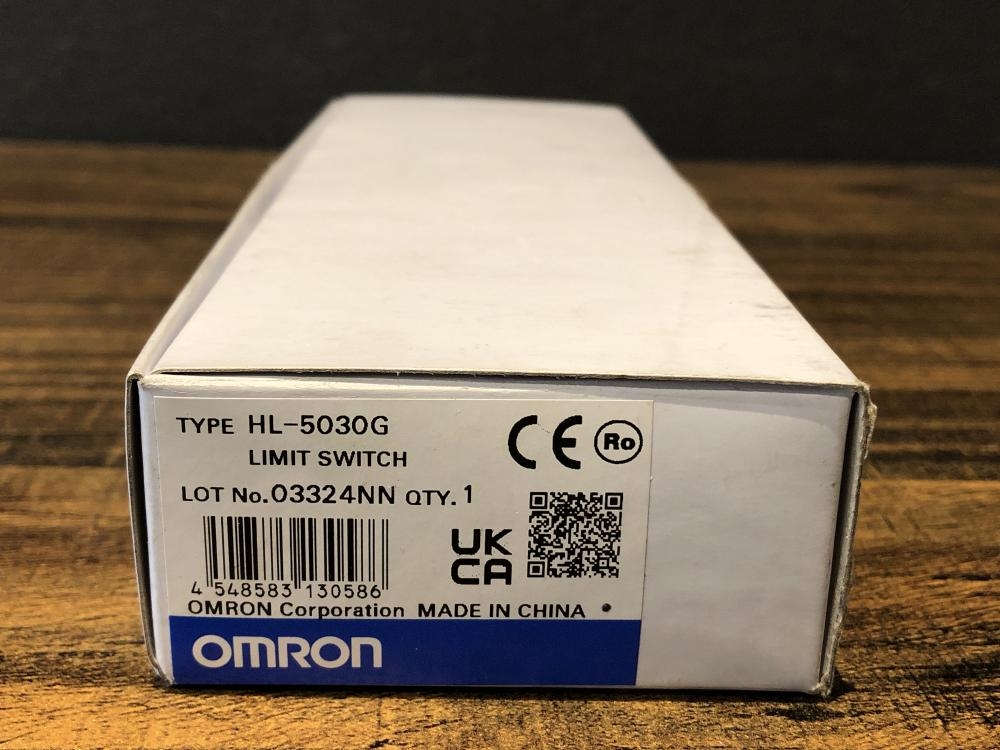 TYPE HL-5030G
LIMIT SWITCH
CE Ro
LOT No.03324NN QTY.1
UK
CA
4 548583 130586
OMRON Corporation MADE IN CHINA
OMRON